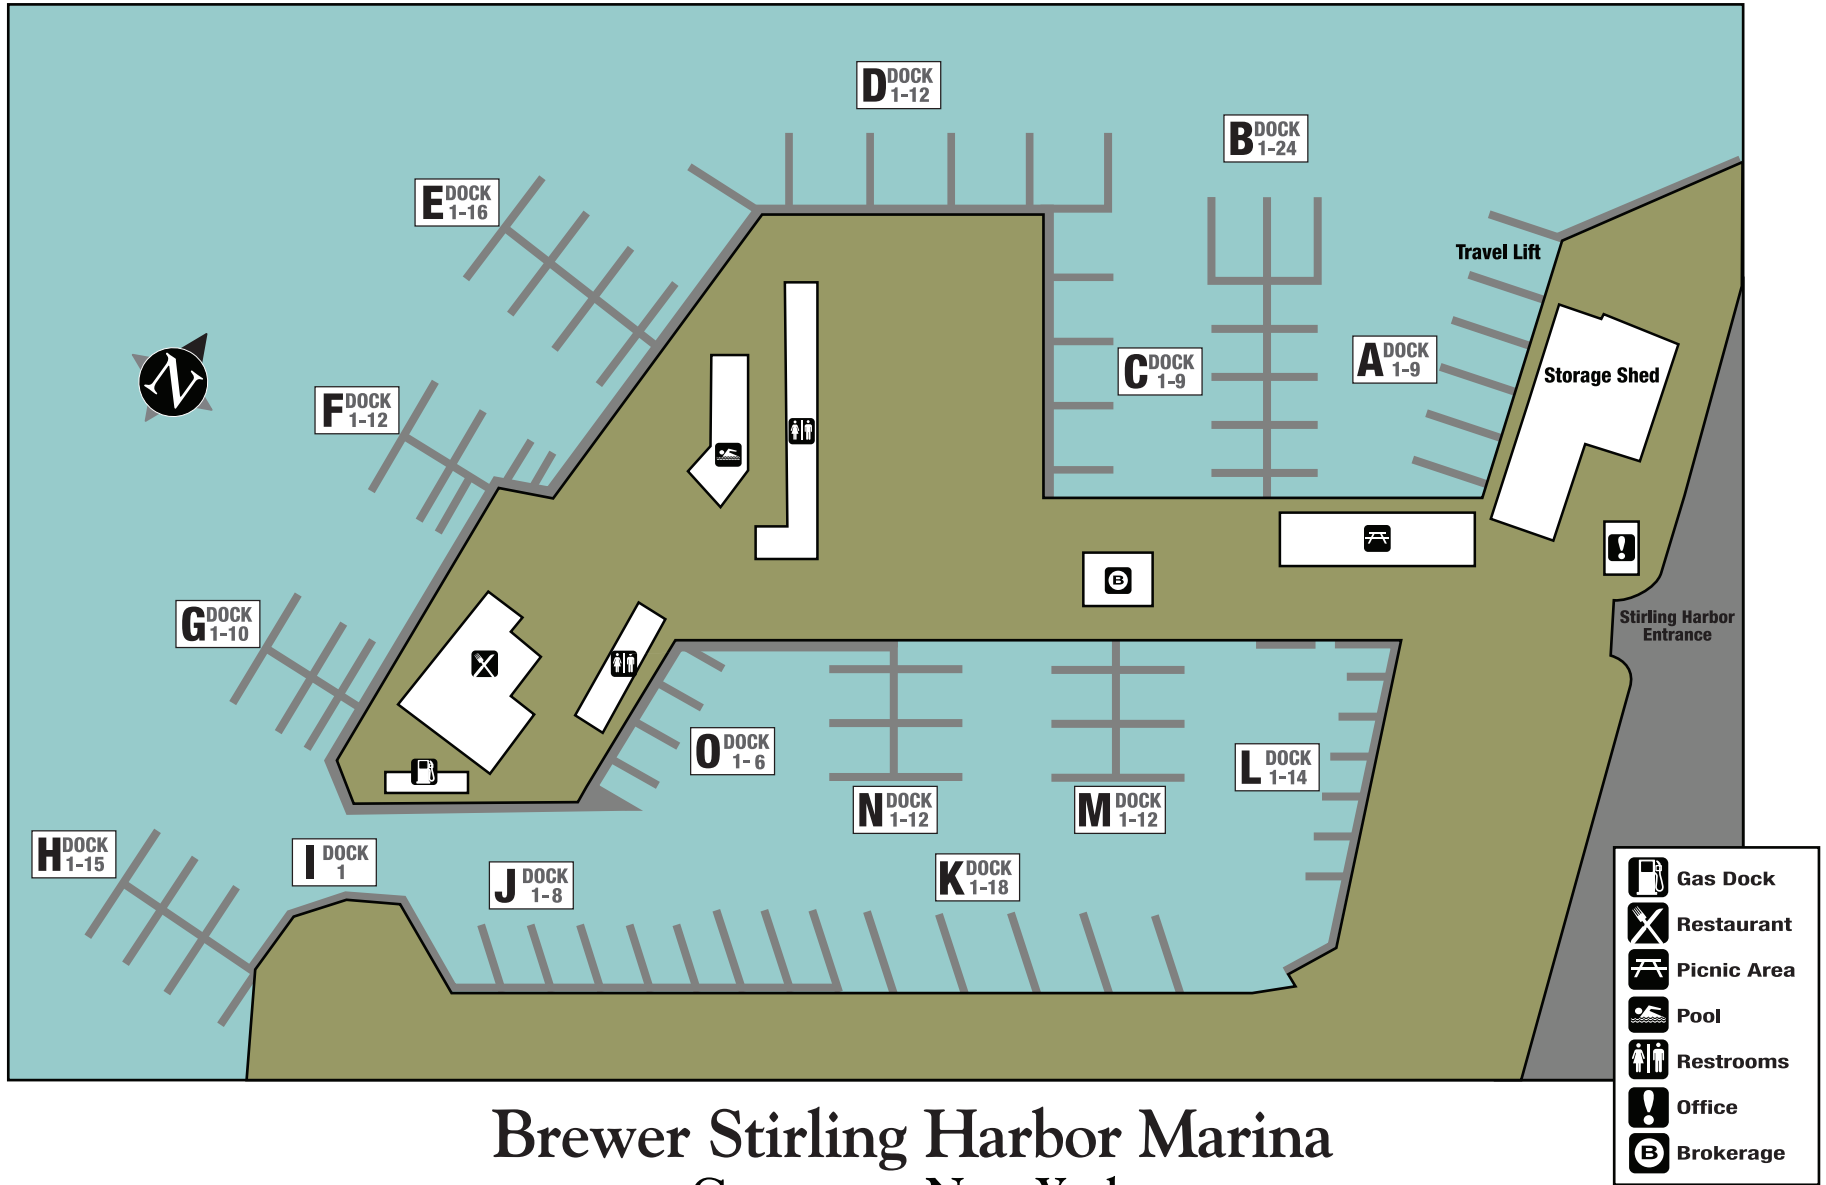 D DOCK
1-12
B DOCK
1-24
E DOCK
1-16
Travel Lift
C DOCK
1-9
A DOCK
1-9
Storage Shed
N
F DOCK
1-12
B
G DOCK
1-10
Stirling Harbor
Entrance
O DOCK
1-6
L DOCK
1-14
N DOCK
1-12
M DOCK
1-12
H DOCK
1-15
I DOCK
1
J DOCK
1-8
K DOCK
1-18
Gas Dock
Restaurant
Picnic Area
Pool
Restrooms
Office
B Brokerage
Brewer Stirling Harbor Marina